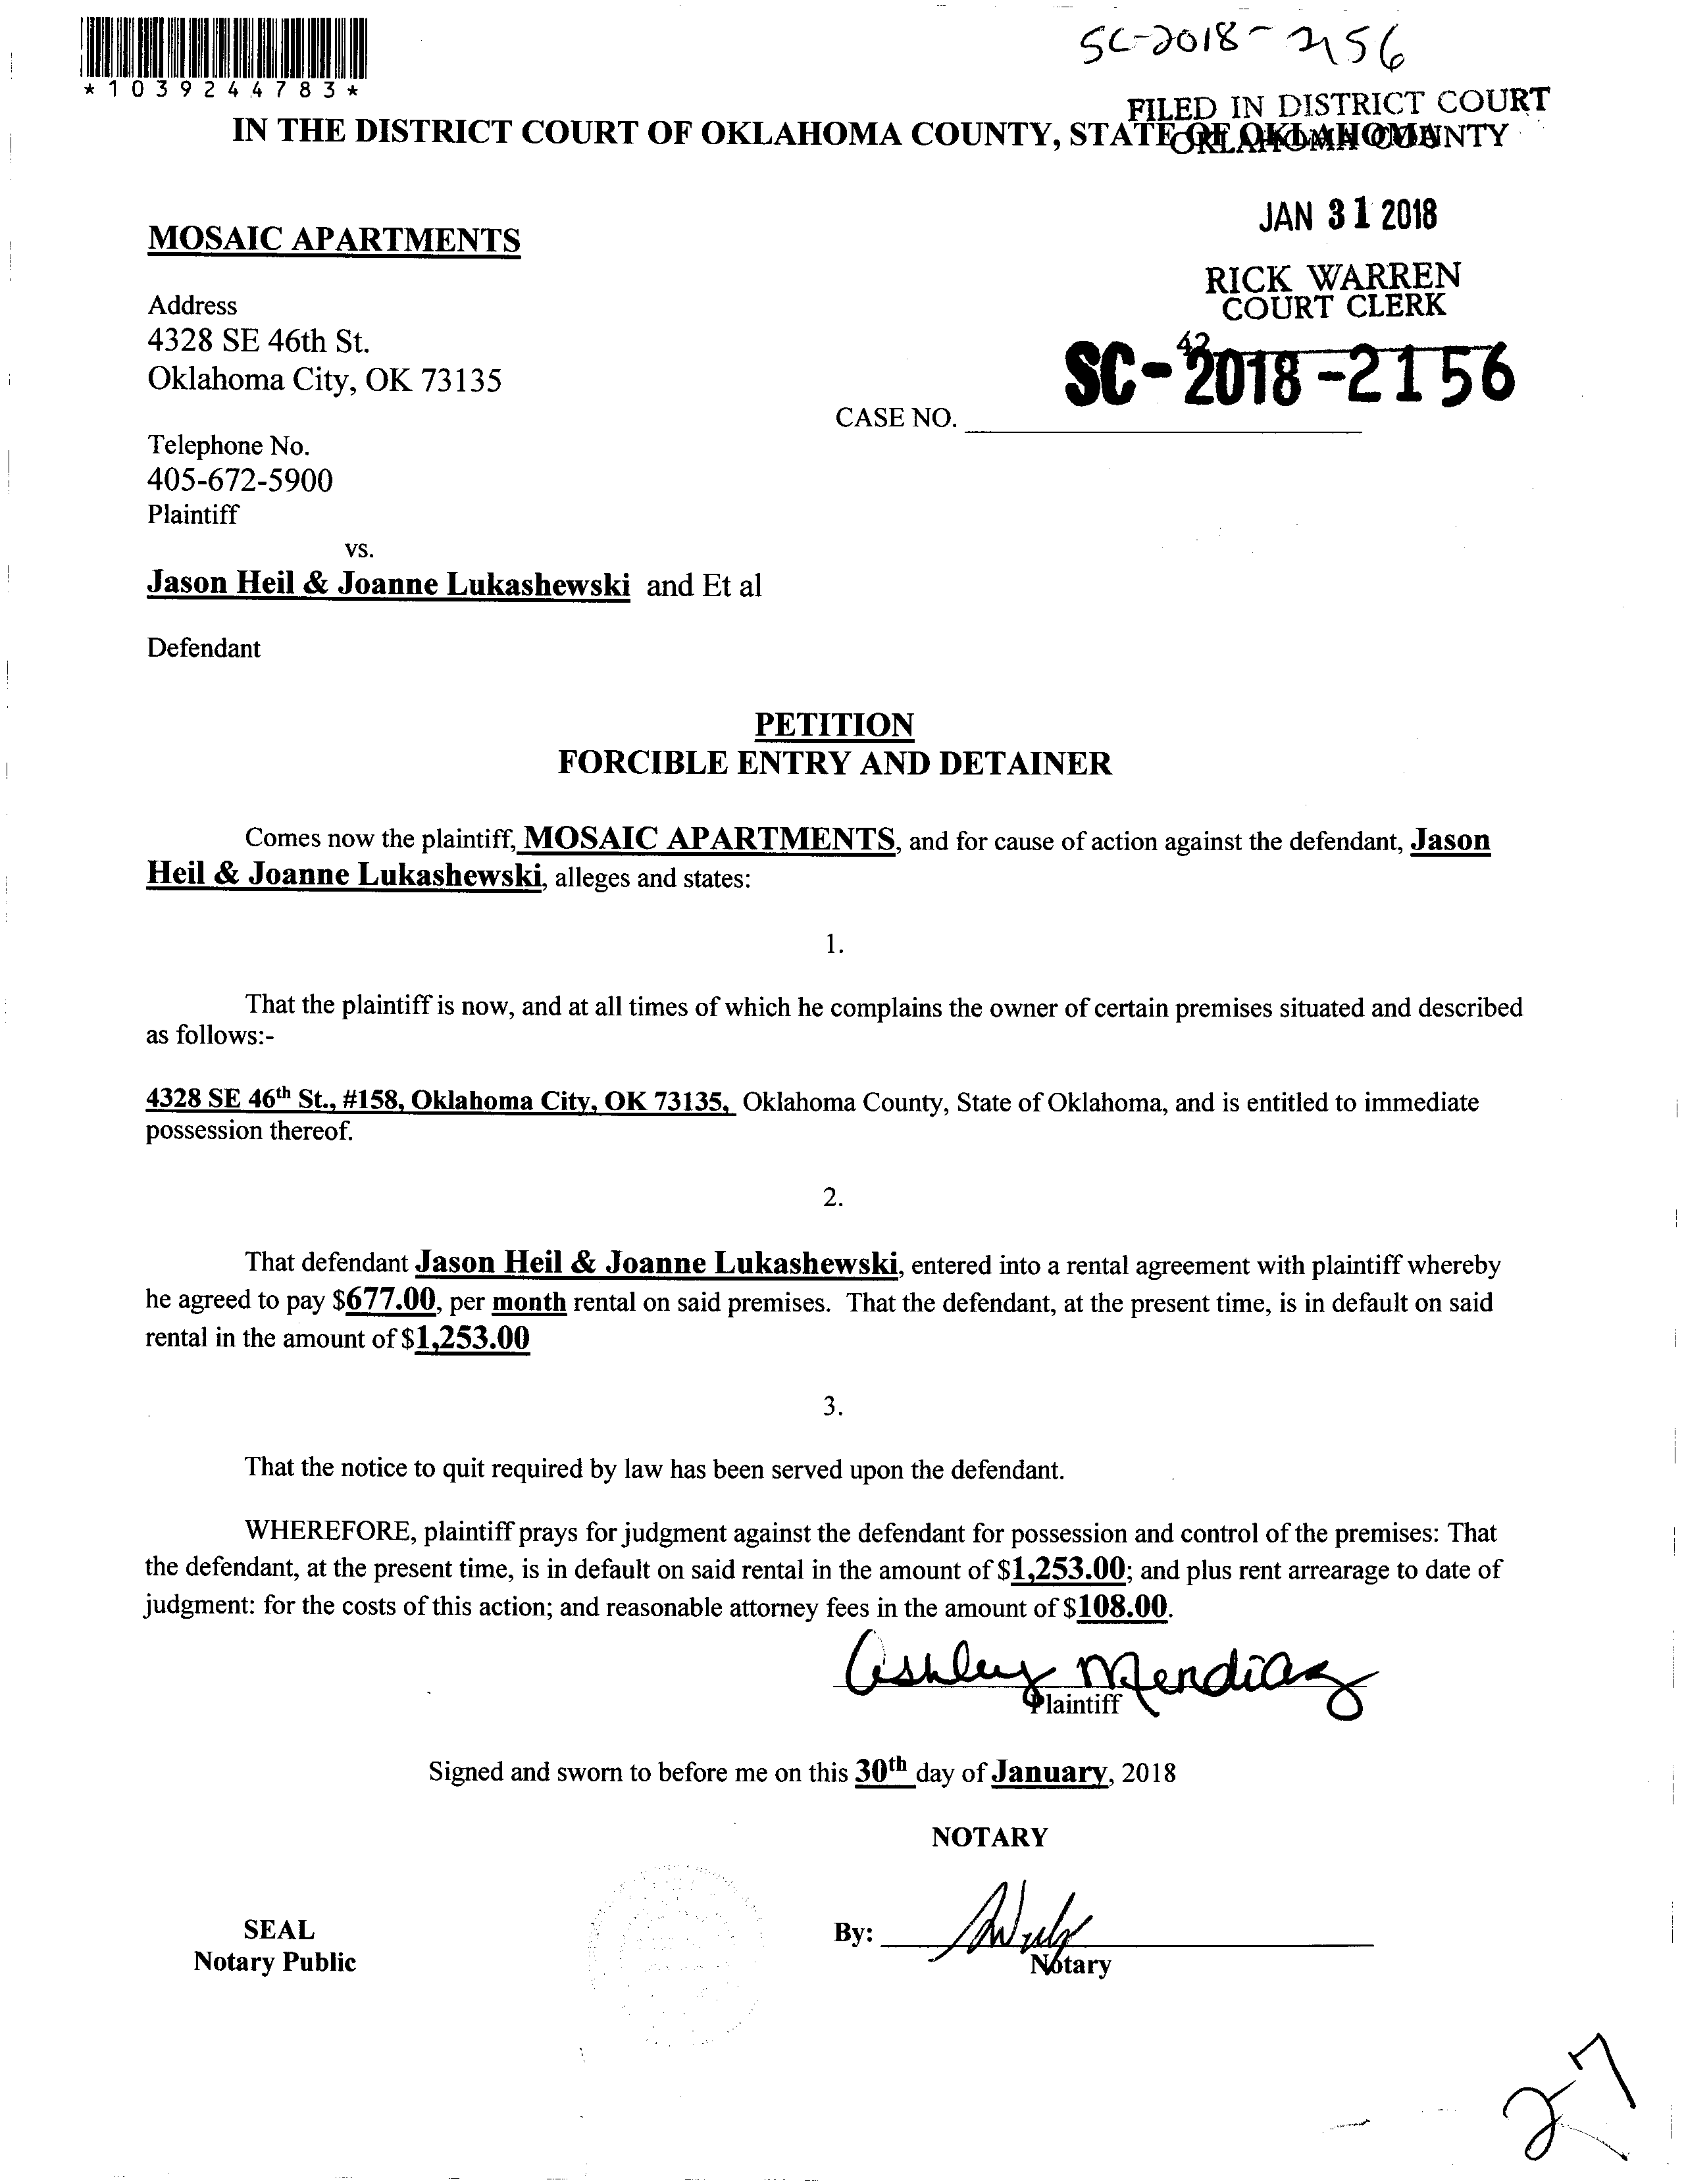 SC-2018-2156
*1039244783*
FILED IN DISTRICT COURT
IN THE DISTRICT COURT OF OKLAHOMA COUNTY, STATE OF OKLAHOMA
OKLAHOMA COUNTY
JAN 31 2018
MOSAIC APARTMENTS
RICK WARREN
COURT CLERK
Address
4328 SE 46th St.
42
SC-2018-2156
Oklahoma City, OK 73135
CASE NO.
Telephone No.
405-672-5900
Plaintiff
vs.
Jason Heil & Joanne Lukashewski and Et al
Defendant
PETITION
FORCIBLE ENTRY AND DETAINER
Comes now the plaintiff, MOSAIC APARTMENTS, and for cause of action against the defendant, Jason
Heil & Joanne Lukashewski, alleges and states:
1.
That the plaintiff is now, and at all times of which he complains the owner of certain premises situated and described
as follows:-
4328 SE 46th St., #158, Oklahoma City, OK 73135, Oklahoma County, State of Oklahoma, and is entitled to immediate
possession thereof.
2.
That defendant Jason Heil & Joanne Lukashewski, entered into a rental agreement with plaintiff whereby
he agreed to pay $677.00, per month rental on said premises. That the defendant, at the present time, is in default on said
rental in the amount of $1,253.00
3.
That the notice to quit required by law has been served upon the defendant.
WHEREFORE, plaintiff prays for judgment against the defendant for possession and control of the premises: That
the defendant, at the present time, is in default on said rental in the amount of $1,253.00; and plus rent arrearage to date of
judgment: for the costs of this action; and reasonable attorney fees in the amount of $108.00.
Ashley Mendiaz
Plaintiff
Signed and sworn to before me on this 30th day of January, 2018
NOTARY
SEAL
By:
Notary Public
Notary
2-7